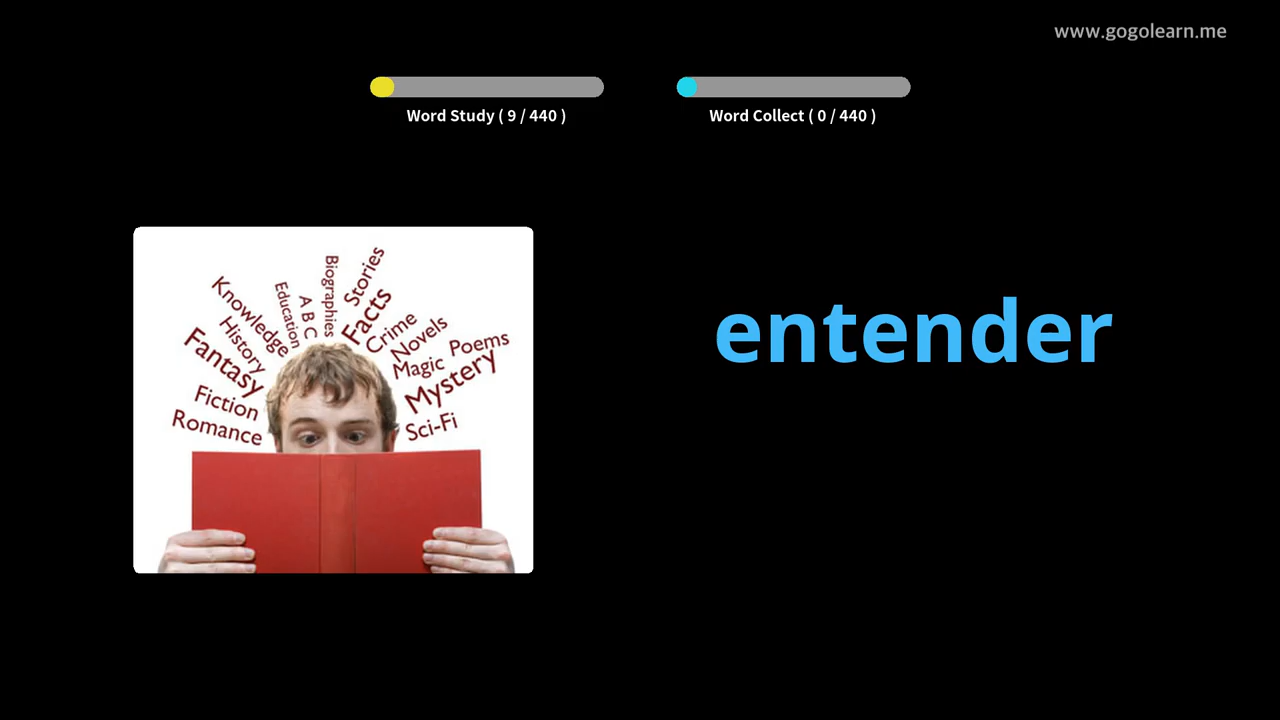 www.gogolearn.me
Word Study ( 9 / 440 )
Word Collect ( 0 / 440 )
entender
Romance
Fiction
Fantasy
History
Knowledge
Education
A B C
Biographies
Stories
Facts
Crime
Novels
Magic
Poems
Mystery
Sci-Fi